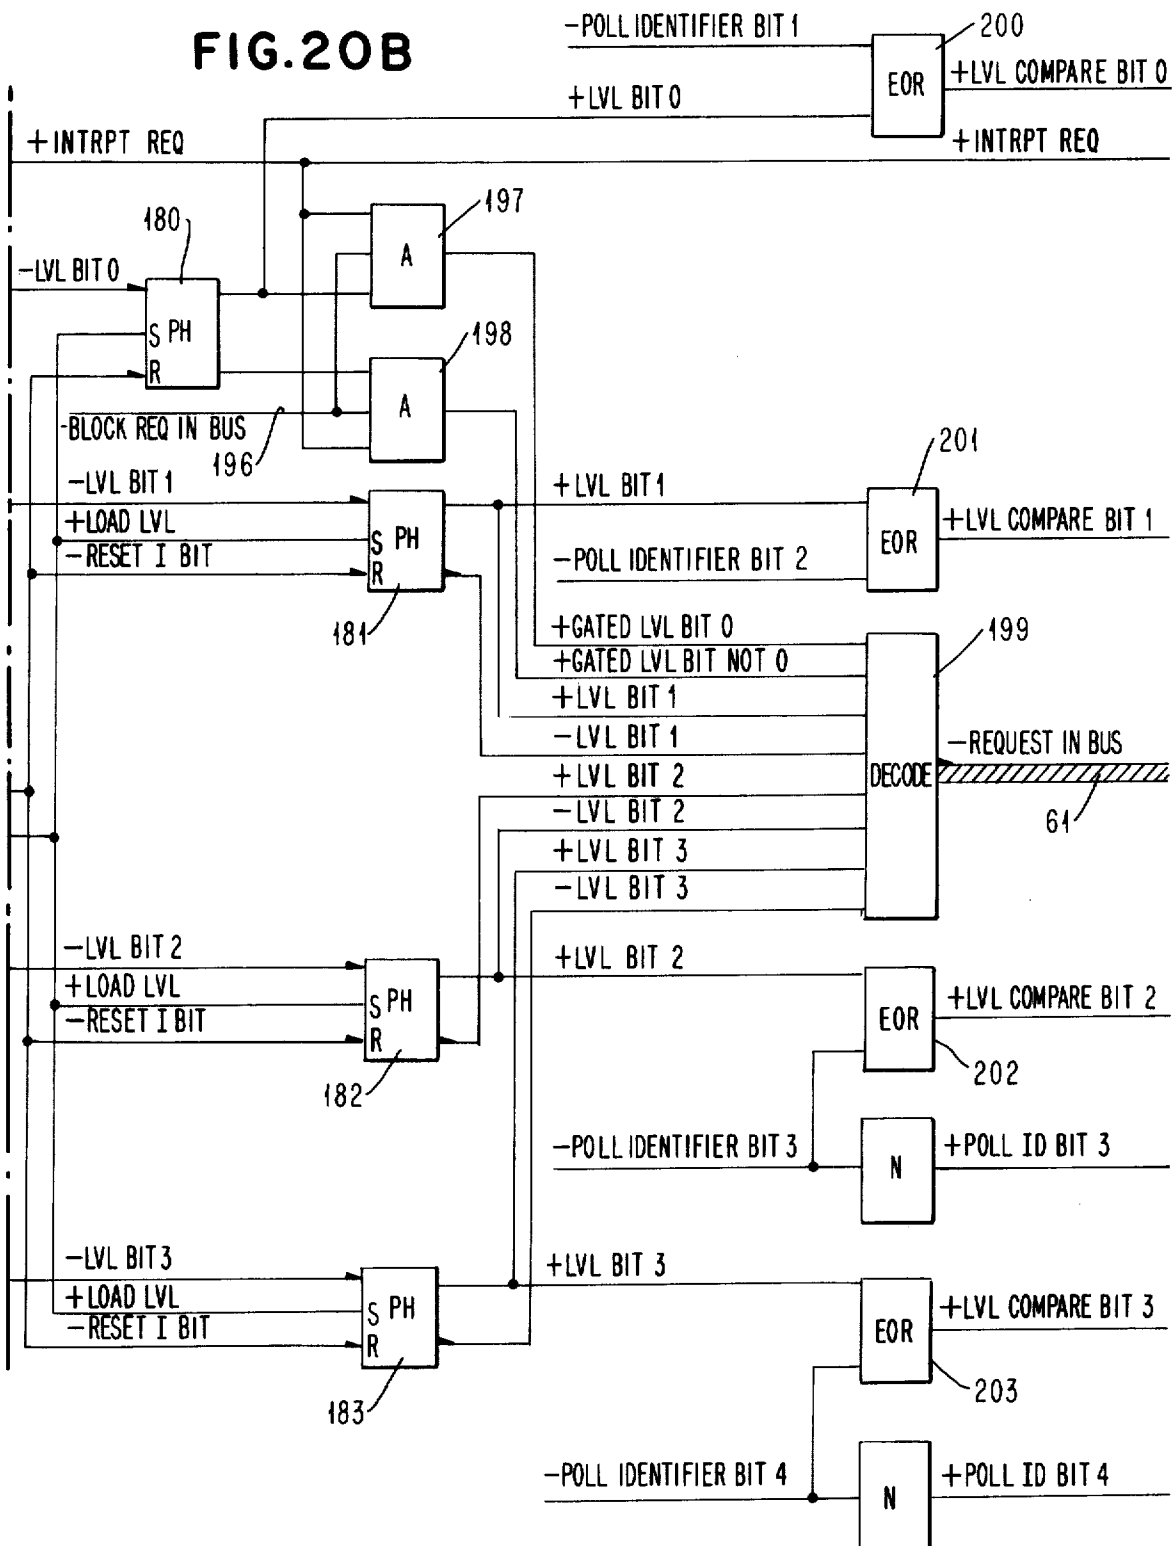 FIG.20B
-POLL IDENTIFIER BIT 1
200
EOR
+LVL COMPARE BIT 0
+LVL BIT 0
+INTRPT REQ
+INTRPT REQ
180
197
A
-LVL BIT 0
S PH
R
198
A
-BLOCK REQ IN BUS
196
201
-LVL BIT 1
+LVL BIT 1
+LOAD LVL
S PH
EOR
+LVL COMPARE BIT 1
-RESET I BIT
R
-POLL IDENTIFIER BIT 2
181
+GATED LVL BIT 0
199
+GATED LVL BIT NOT 0
+LVL BIT 1
-LVL BIT 1
-REQUEST IN BUS
DECODE
+LVL BIT 2
-LVL BIT 2
61
+LVL BIT 3
-LVL BIT 3
-LVL BIT 2
+LVL BIT 2
+LOAD LVL
S PH
EOR
+LVL COMPARE BIT 2
-RESET I BIT
R
202
182
-POLL IDENTIFIER BIT 3
N
+POLL ID BIT 3
-LVL BIT 3
+LVL BIT 3
+LOAD LVL
S PH
EOR
+LVL COMPARE BIT 3
-RESET I BIT
R
203
183
-POLL IDENTIFIER BIT 4
N
+POLL ID BIT 4